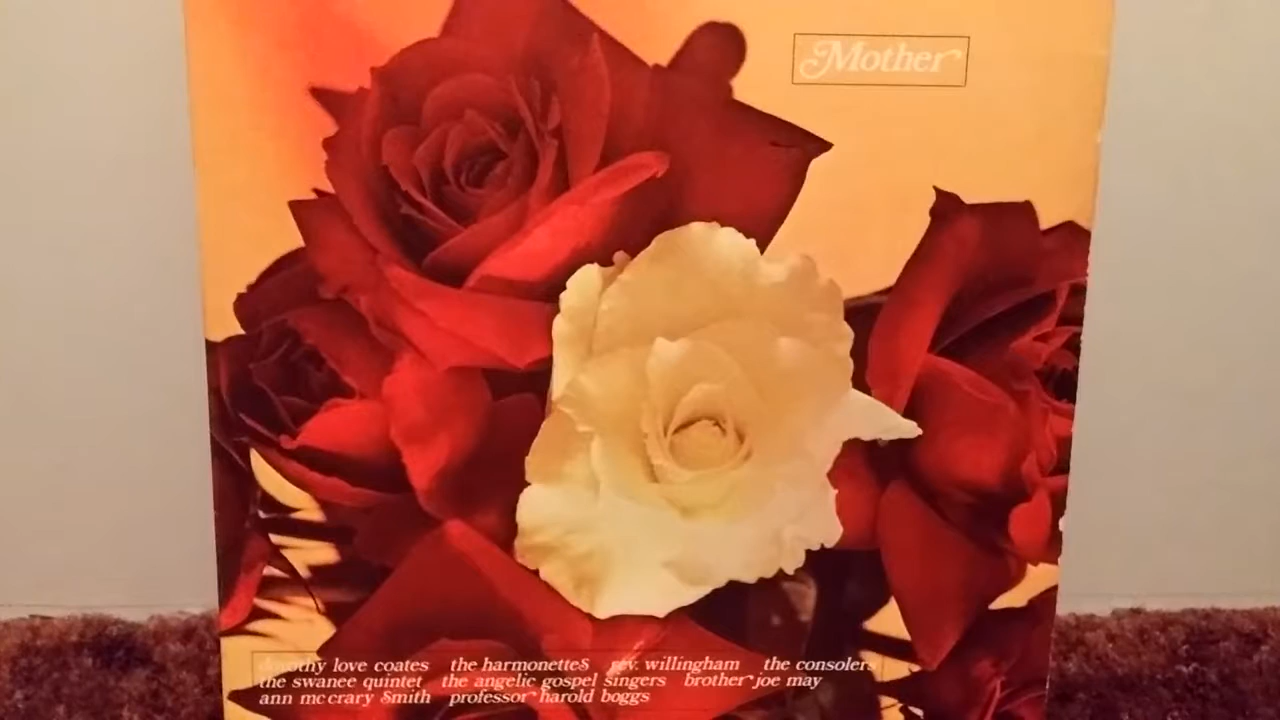 Mother
dorothy love coates the harmonettes rev. willingham the consolers
the swanee quintet the angelic gospel singers brother joe may
ann mccrary smith professor harold boggs